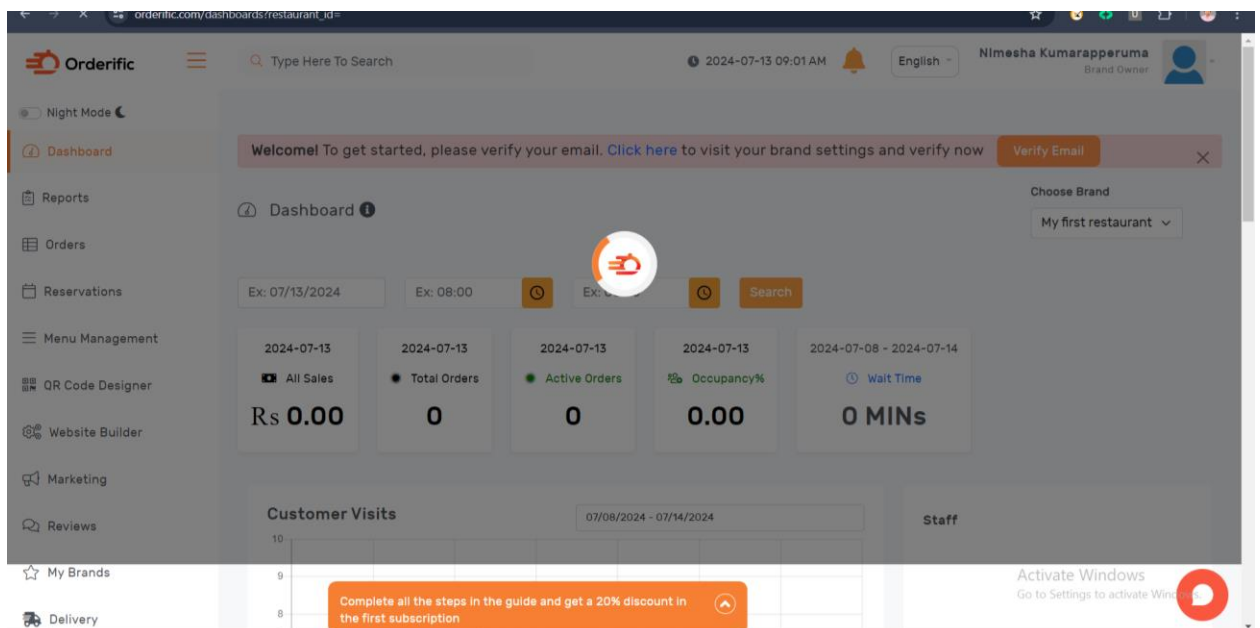 orderific.com/dashboards?restaurant_id=
Orderific
Type Here To Search
2024-07-13 09:01 AM
English
Nimesha Kumarapperuma
Brand Owner
Night Mode
Dashboard
Reports
Orders
Reservations
Menu Management
QR Code Designer
Website Builder
Marketing
Reviews
My Brands
Delivery
Welcome! To get started, please verify your email. Click here to visit your brand settings and verify now
Verify Email
Dashboard
Choose Brand
My first restaurant
Ex: 07/13/2024
Ex: 08:00
Search
2024-07-13
All Sales
Rs 0.00
2024-07-13
Total Orders
0
2024-07-13
Active Orders
0
2024-07-13
Occupancy%
0.00
2024-07-08 - 2024-07-14
Wait Time
0 MINs
Customer Visits
07/08/2024 - 07/14/2024
10
9
8
Staff
Complete all the steps in the guide and get a 20% discount in
the first subscription
Activate Windows
Go to Settings to activate Windows.